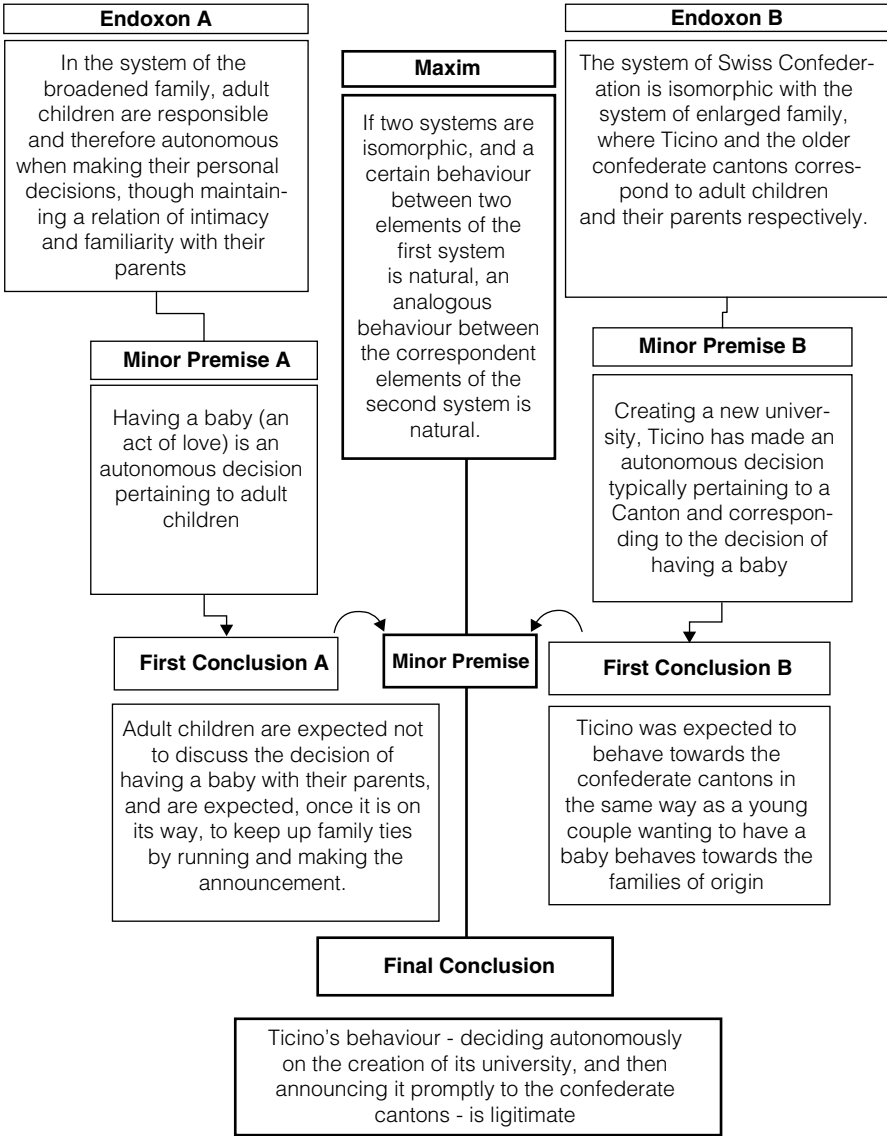 Endoxon A
In the system of the
broadened family, adult
children are responsible
and therefore autonomous
when making their personal
decisions, though maintain-
ing a relation of intimacy
and familiarity with their
parents
Maxim
If two systems are
isomorphic, and a
certain behaviour
between two
elements of the
first system
is natural, an
analogous
behaviour between
the correspondent
elements of the
second system is
natural.
Endoxon B
The system of Swiss Confeder-
ation is isomorphic with the
system of enlarged family,
where Ticino and the older
confederate cantons corres-
pond to adult children
and their parents respectively.
Minor Premise A
Having a baby (an
act of love) is an
autonomous decision
pertaining to adult
children
Minor Premise B
Creating a new univer-
sity, Ticino has made an
autonomous decision
typically pertaining to a
Canton and correspon-
ding to the decision of
having a baby
First Conclusion A
Adult children are expected not
to discuss the decision of
having a baby with their parents,
and are expected, once it is on
its way, to keep up family ties
by running and making the
announcement.
Minor Premise
First Conclusion B
Ticino was expected to
behave towards the
confederate cantons in
the same way as a young
couple wanting to have a
baby behaves towards the
families of origin
Final Conclusion
Ticino's behaviour - deciding autonomously
on the creation of its university, and then
announcing it promptly to the confederate
cantons - is ligitimate